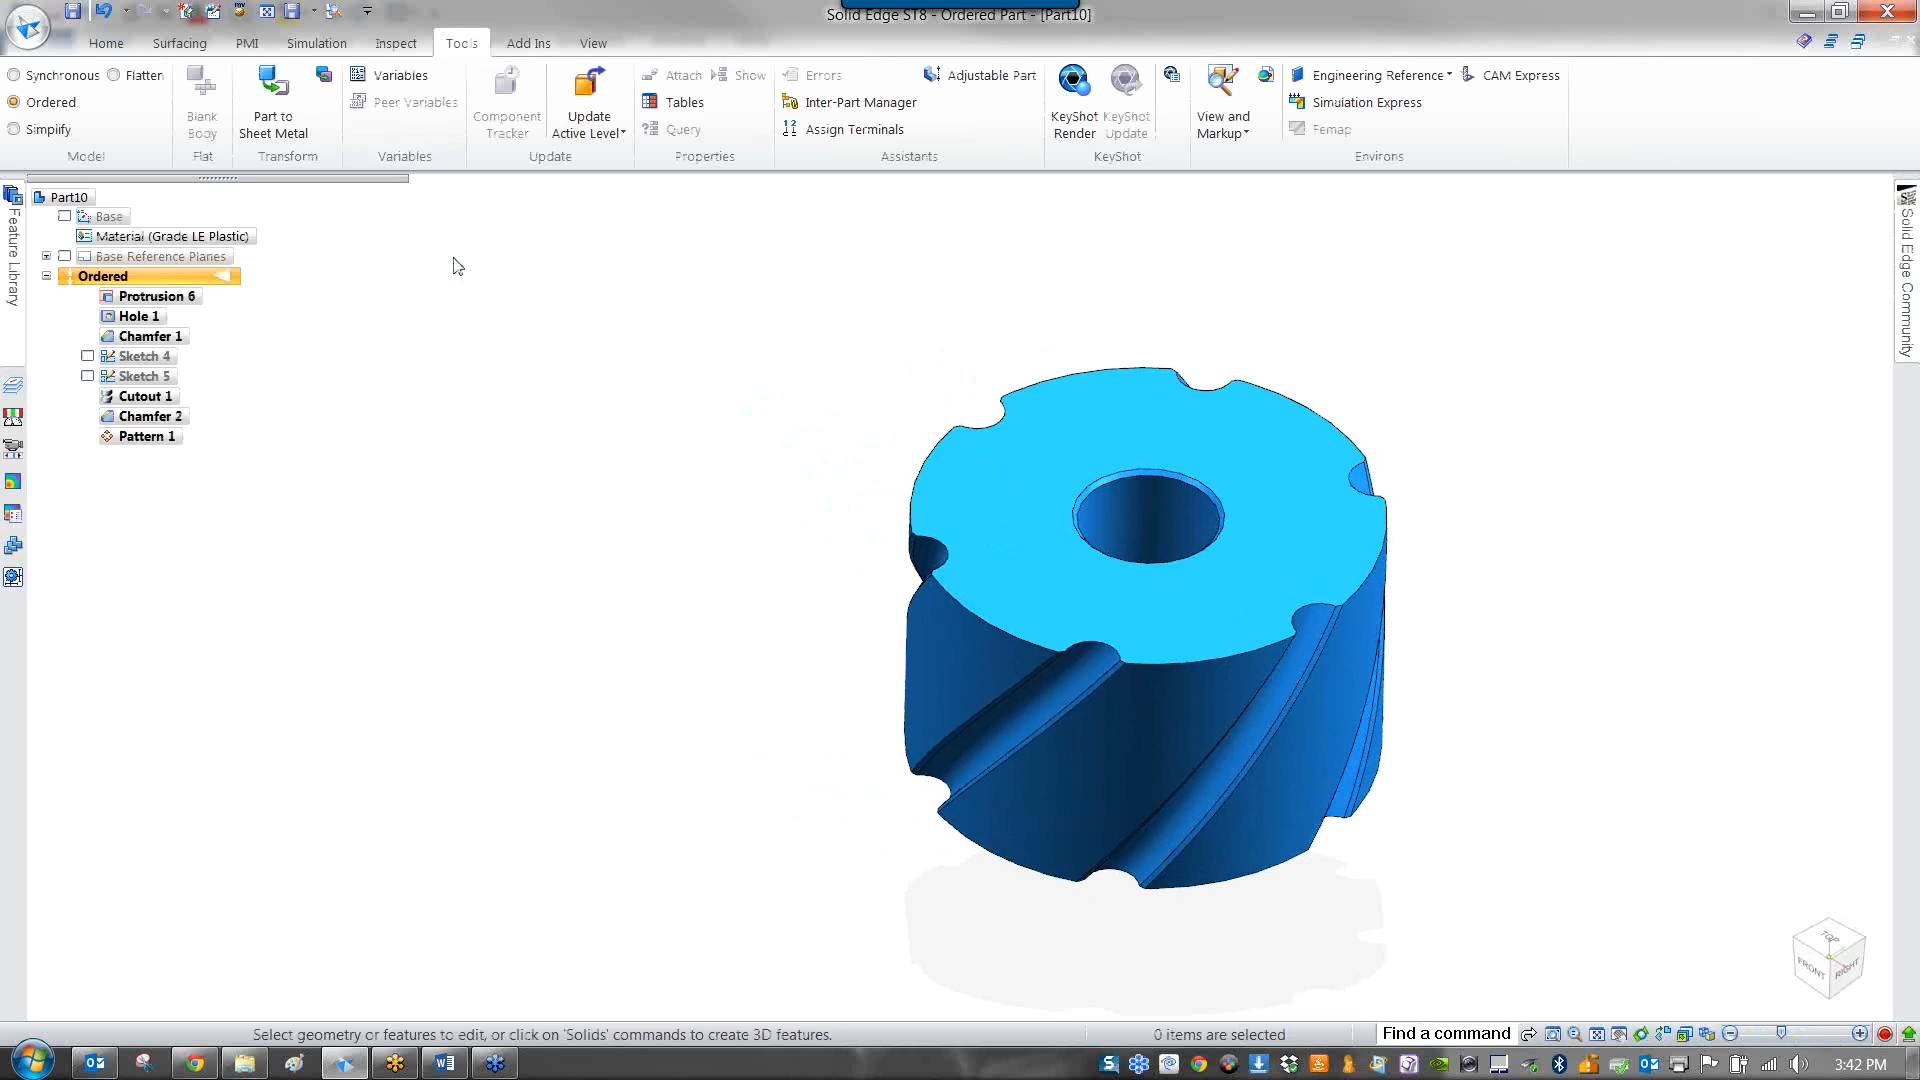 Solid Edge ST8 - Ordered Part - [Part10]
Home Surfacing PMI Simulation Inspect Tools Add Ins View
Synchronous Flatten
Ordered
Simplify
Model
Blank Body
Flat
Part to Sheet Metal
Transform
Variables
Peer Variables
Variables
Component Tracker
Update Active Level
Update
Attach Show
Tables
Query
Properties
Errors
Inter-Part Manager
Assign Terminals
Adjustable Part
Assistants
KeyShot Render
KeyShot Update
KeyShot
View and Markup
Engineering Reference
Simulation Express
Femap
CAM Express
Environs
Feature Library
Part10
Base
Material (Grade LE Plastic)
Base Reference Planes
Ordered
Protrusion 6
Hole 1
Chamfer 1
Sketch 4
Sketch 5
Cutout 1
Chamfer 2
Pattern 1
Solid Edge Community
TOP
FRONT
RIGHT
Select geometry or features to edit, or click on 'Solids' commands to create 3D features.
0 items are selected
Find a command
3:42 PM